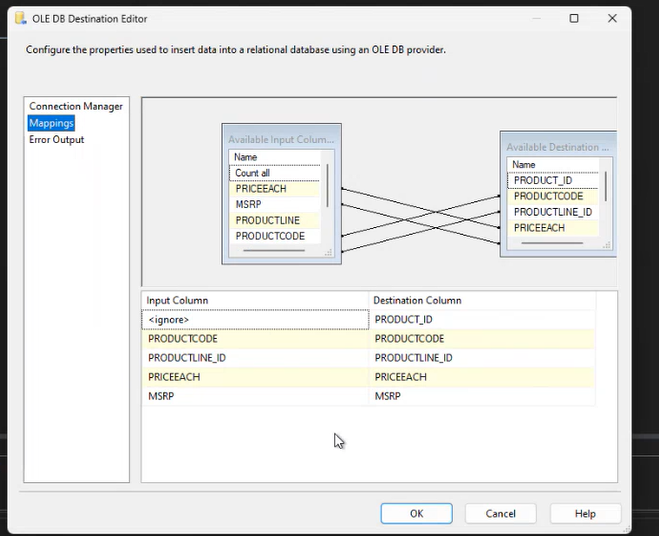 OLE DB Destination Editor
Configure the properties used to insert data into a relational database using an OLE DB provider.
Connection Manager
Mappings
Error Output
Available Input Colum...
Name
Count all
PRICEEACH
MSRP
PRODUCTLINE
PRODUCTCODE
Available Destination ...
Name
PRODUCT_ID
PRODUCTCODE
PRODUCTLINE_ID
PRICEEACH
Input Column Destination Column
<ignore> PRODUCT_ID
PRODUCTCODE PRODUCTCODE
PRODUCTLINE_ID PRODUCTLINE_ID
PRICEEACH PRICEEACH
MSRP MSRP
OK Cancel Help